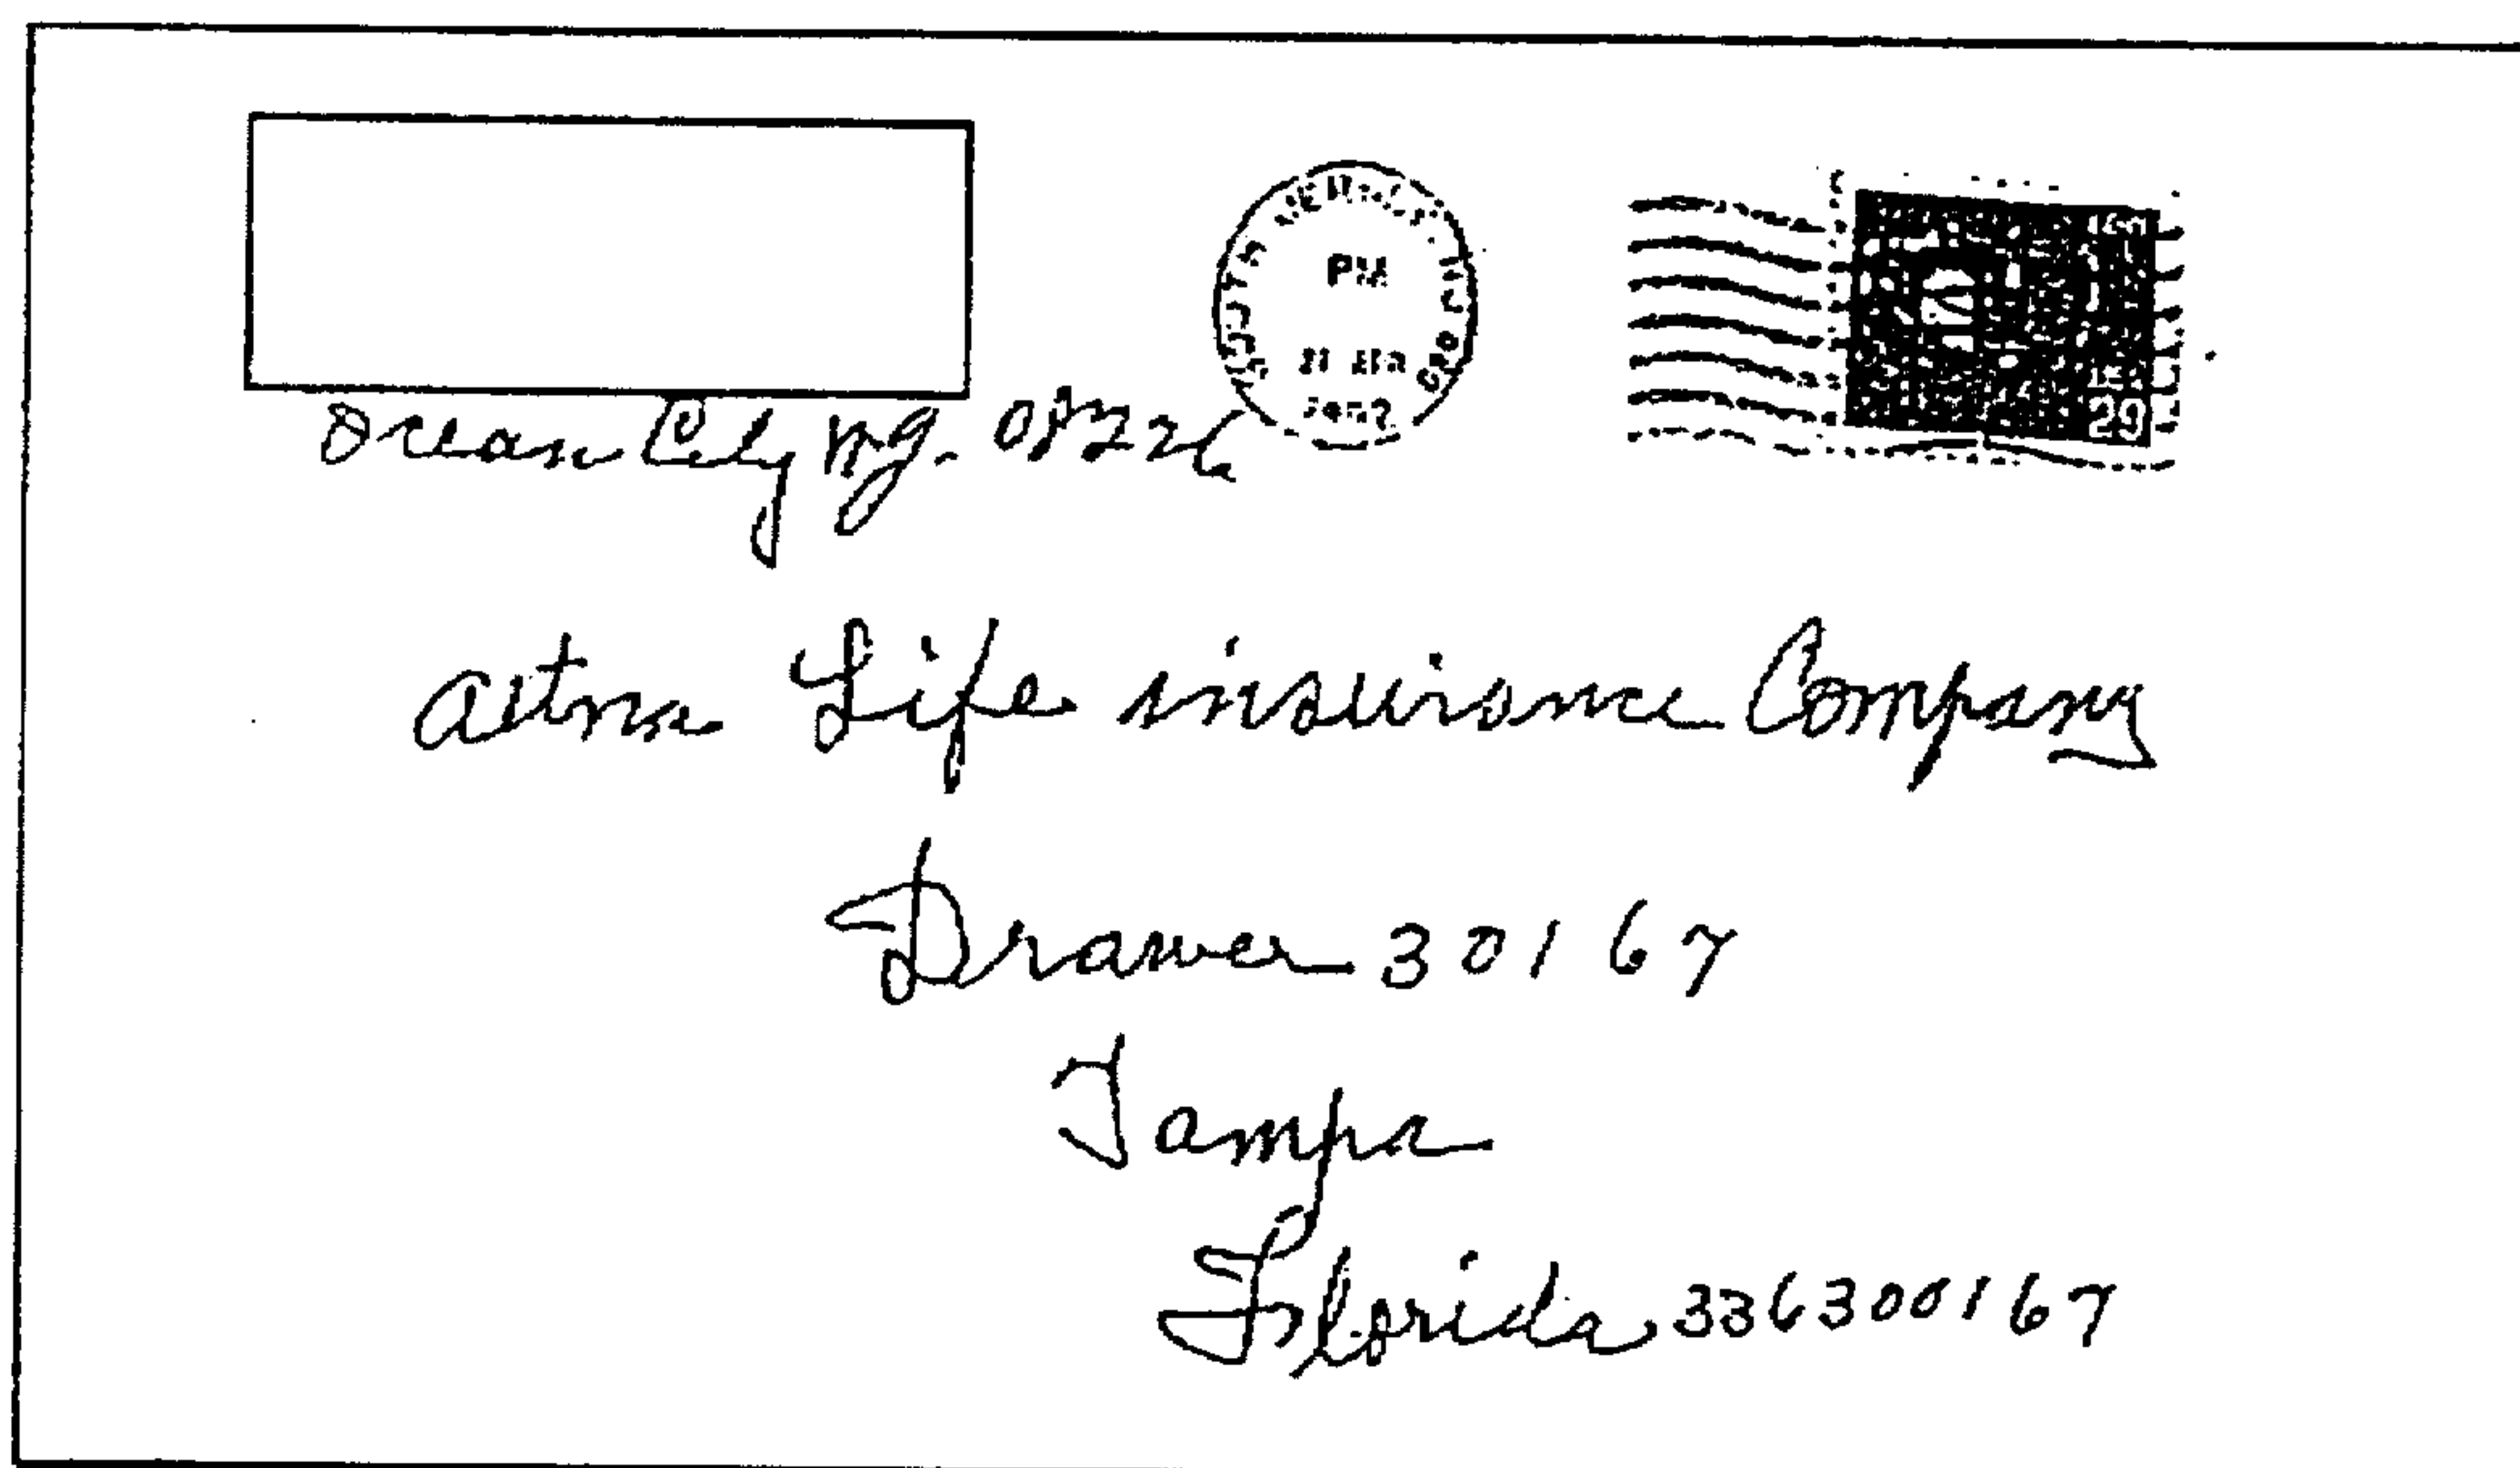 Ocean City NJ. 08226
PM
29
aetna Life insurance Company
Drawer 30167
Tampa
Florida 336300167